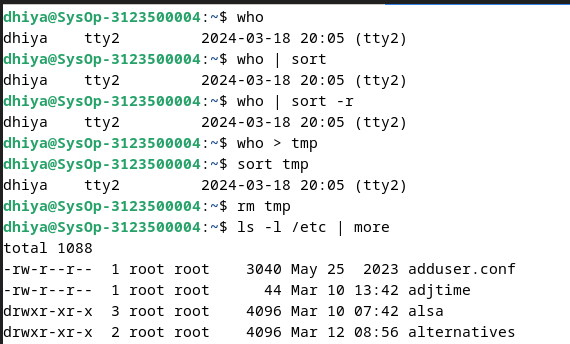 dhiya@SysOp-3123500004:~$ who
dhiya    tty2         2024-03-18 20:05 (tty2)
dhiya@SysOp-3123500004:~$ who | sort
dhiya    tty2         2024-03-18 20:05 (tty2)
dhiya@SysOp-3123500004:~$ who | sort -r
dhiya    tty2         2024-03-18 20:05 (tty2)
dhiya@SysOp-3123500004:~$ who > tmp
dhiya@SysOp-3123500004:~$ sort tmp
dhiya    tty2         2024-03-18 20:05 (tty2)
dhiya@SysOp-3123500004:~$ rm tmp
dhiya@SysOp-3123500004:~$ ls -l /etc | more
total 1088
-rw-r--r--  1 root root    3040 May 25  2023 adduser.conf
-rw-r--r--  1 root root      44 Mar 10 13:42 adjtime
drwxr-xr-x  3 root root    4096 Mar 10 07:42 alsa
drwxr-xr-x  2 root root    4096 Mar 12 08:56 alternatives